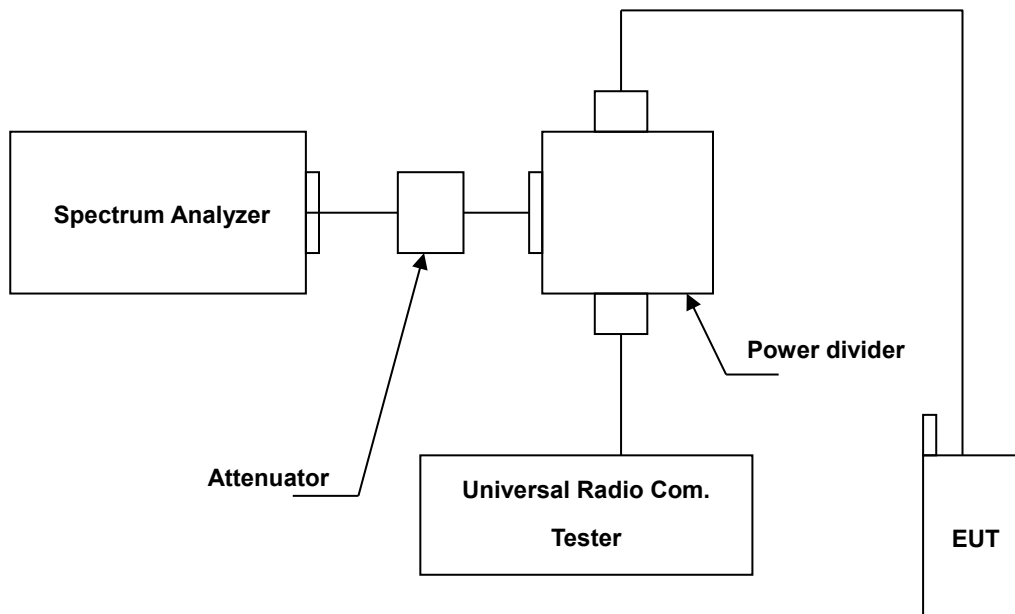 Spectrum Analyzer
Power divider
Attenuator
Universal Radio Com.
Tester
EUT